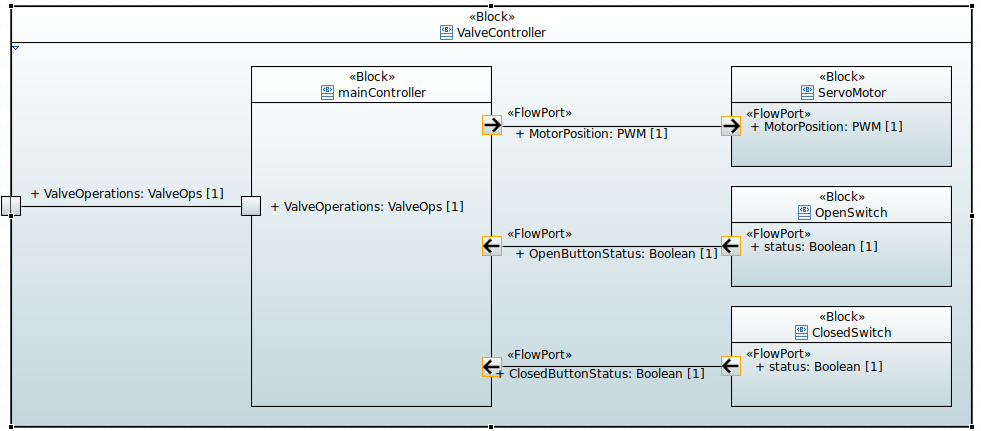 «Block»
ValveController
«Block»
mainController
«Block»
ServoMotor
«FlowPort»
+ MotorPosition: PWM [1]
«FlowPort»
+ MotorPosition: PWM [1]
«Block»
OpenSwitch
+ ValveOperations: ValveOps [1]
+ ValveOperations: ValveOps [1]
«FlowPort»
+ OpenButtonStatus: Boolean [1]
«FlowPort»
+ status: Boolean [1]
«Block»
ClosedSwitch
«FlowPort»
+ ClosedButtonStatus: Boolean [1]
«FlowPort»
+ status: Boolean [1]